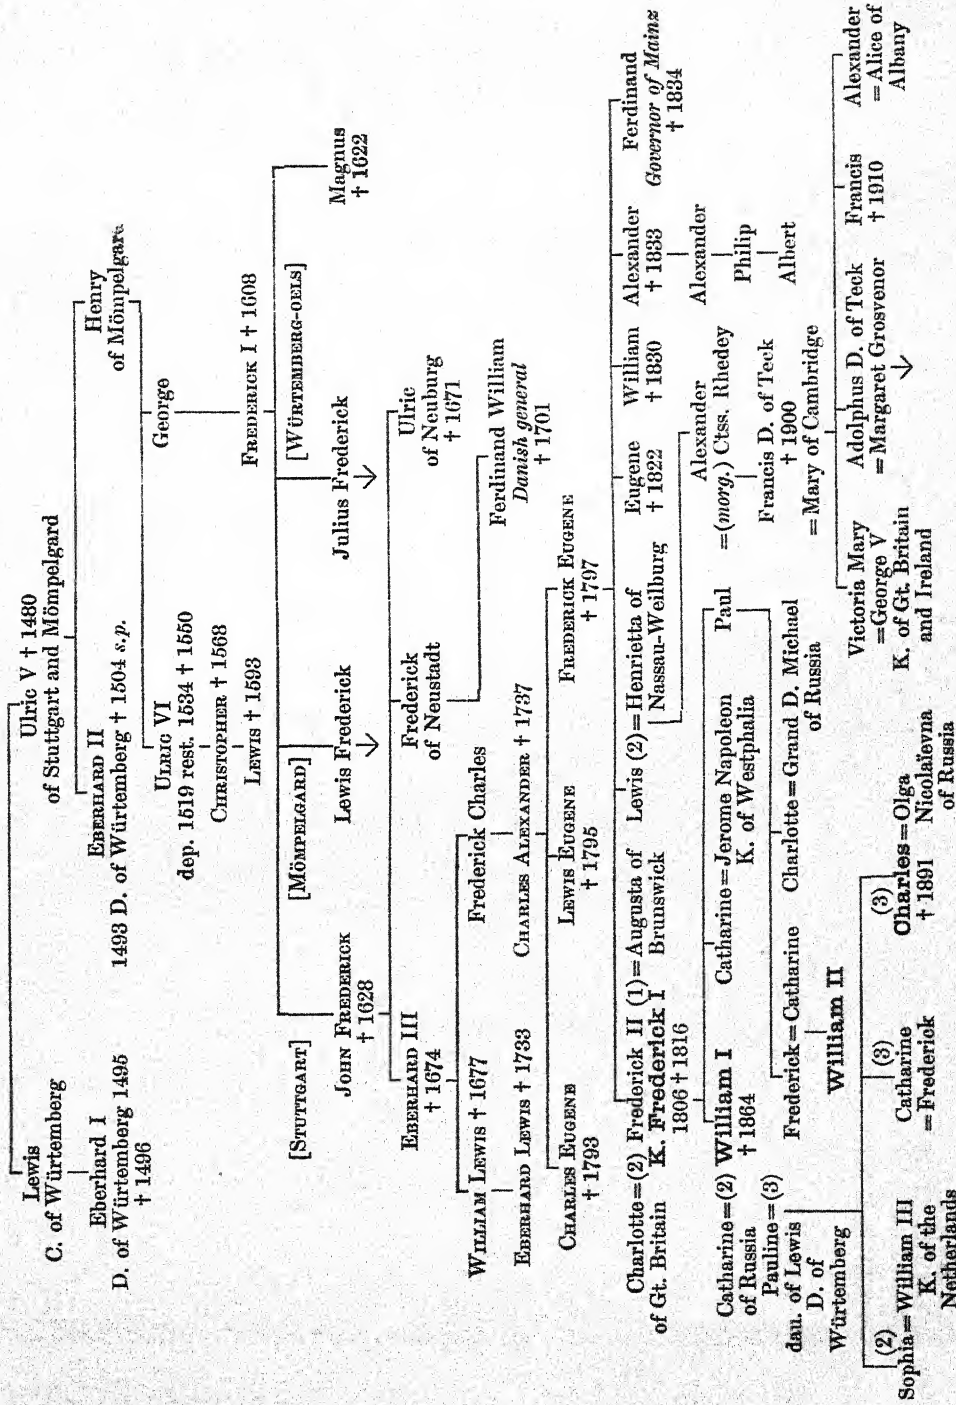 Lewis
C. of Würtemberg
Ulric V † 1480
of Stuttgart and Mömpelgard
Eberhard I
D. of Würtemberg 1495
† 1496
EBERHARD II
1493 D. of Würtemberg † 1504 s.p.
Henry
of Mömpelgard
ULRIC VI
dep. 1519 rest. 1534 † 1550
George
CHRISTOPHER † 1568
LEWIS † 1593
FREDERICK I † 1608
[STUTTGART]
[MÖMPELGARD]
[WÜRTEMBERG-OELS]
JOHN FREDERICK
† 1628
Lewis Frederick
Julius Frederick
Magnus
† 1622
EBERHARD III
† 1674
Frederick
of Neustadt
Ulric
of Neuburg
† 1671
WILLIAM LEWIS † 1677
Frederick Charles
Ferdinand William
Danish general
† 1701
EBERHARD LEWIS † 1733
CHARLES ALEXANDER † 1737
CHARLES EUGENE
† 1793
LEWIS EUGENE
† 1795
FREDERICK EUGENE
† 1797
Charlotte=(2) Frederick II (1)=Augusta of
of Gt. Britain K. Frederick I Brunswick
1806 † 1816
Lewis (2)=Henrietta of
Nassau-Weilburg
Eugene
† 1822
William
† 1830
Alexander
† 1833
Ferdinand
Governor of Mainz
† 1834
Catharine=(2) William I
of Russia † 1864
Pauline=(3)
dau. of Lewis
D. of
Würtemberg
Catharine=Jerome Napoleon
K. of Westphalia
Paul
Alexander
=(morg.) Ctss. Rhedey
Alexander
Philip
Albert
Frederick=Catharine
Charlotte=Grand D. Michael
of Russia
Francis D. of Teck
† 1900
=Mary of Cambridge
William II
(2)
Sophia=William III
K. of the
Netherlands
(3)
Catharine
=Frederick
(3)
Charles=Olga
† 1891 Nicolaïevna
of Russia
Victoria Mary
=George V
K. of Gt. Britain
and Ireland
Adolphus D. of Teck
=Margaret Grosvenor
Francis
† 1910
Alexander
=Alice of
Albany